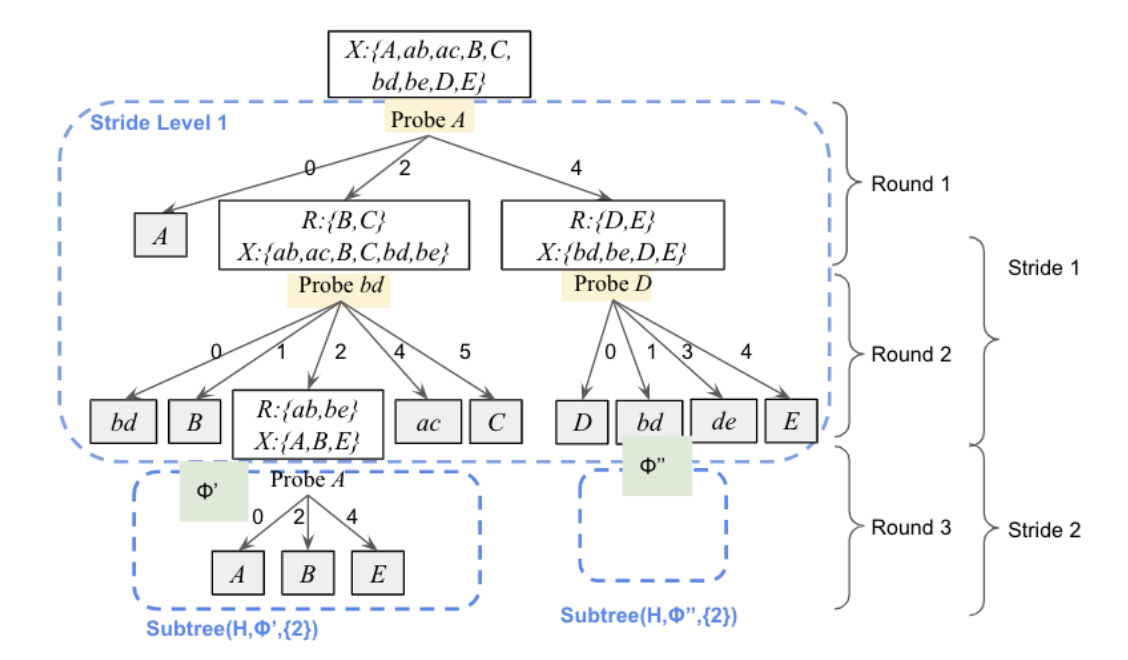 X:{A,ab,ac,B,C,
bd,be,D,E}
Stride Level 1
Probe A
0
2
4
Round 1
A
R:{B,C}
X:{ab,ac,B,C,bd,be}
R:{D,E}
X:{bd,be,D,E}
Stride 1
Probe bd
Probe D
0
1
2
4
5
0
1
3
4
Round 2
bd
B
R:{ab,be}
X:{A,B,E}
ac
C
D
bd
de
E
Φ’
Probe A
Φ”
0
2
4
Round 3
Stride 2
A
B
E
Subtree(H,Φ’,{2})
Subtree(H,Φ”,{2})